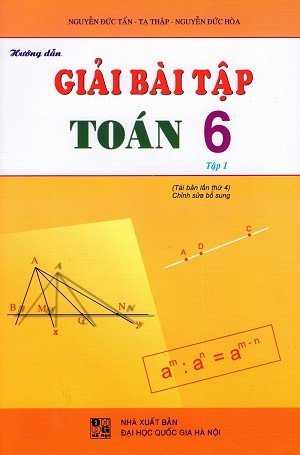 NGUYỄN ĐỨC TẤN - TẠ THẬP - NGUYỄN ĐỨC HÒA
Hướng dẫn
GIẢI BÀI TẬP
TOÁN 6
Tập 1
(Tái bản lần thứ 4)
Chỉnh sửa bổ sung
C
A D
A
B M Q N
x y
a^m : a^n = a^m-n
NHÀ XUẤT BẢN
ĐẠI HỌC QUỐC GIA HÀ NỘI